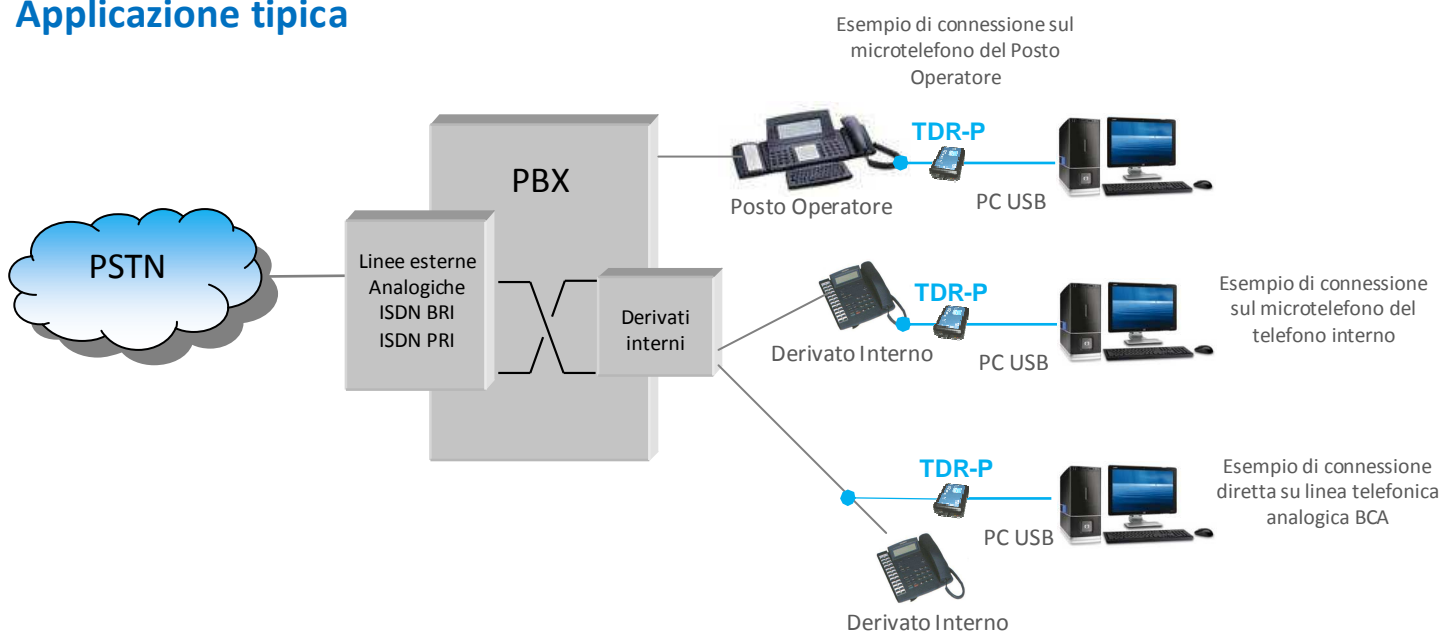 Applicazione tipica
Esempio di connessione sul
microtelefono del Posto
Operatore
TDR-P
PBX
Posto Operatore
PC USB
PSTN
Linee esterne
Analogiche
ISDN BRI
ISDN PRI
Derivati
interni
TDR-P
Derivato Interno
PC USB
Esempio di connessione
sul microtelefono del
telefono interno
TDR-P
PC USB
Esempio di connessione
diretta su linea telefonica
analogica BCA
Derivato Interno